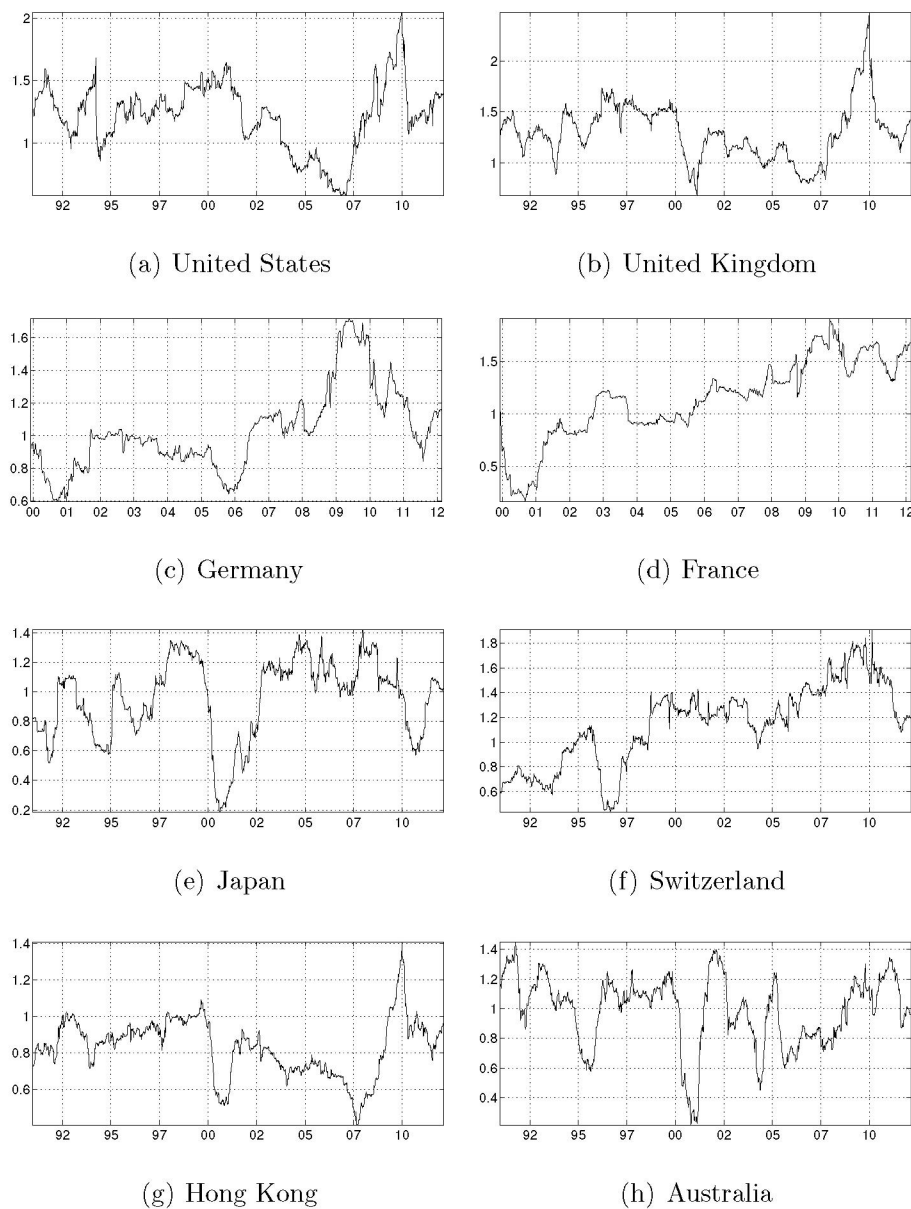 2
1.5
1
92 95 97 00 02 05 07 10
(a) United States
2
1.5
1
92 95 97 00 02 05 07 10
(b) United Kingdom
1.6
1.4
1.2
1
0.8
0.6
00 01 02 03 04 05 06 07 08 09 10 11 12
(c) Germany
1.5
1
0.5
00 01 02 03 04 05 06 07 08 09 10 11 12
(d) France
1.4
1.2
1
0.8
0.6
0.4
0.2
92 95 97 00 02 05 07 10
(e) Japan
1.8
1.6
1.4
1.2
1
0.8
0.6
92 95 97 00 02 05 07 10
(f) Switzerland
1.4
1.2
1
0.8
0.6
92 95 97 00 02 05 07 10
(g) Hong Kong
1.4
1.2
1
0.8
0.6
0.4
92 95 97 00 02 05 07 10
(h) Australia